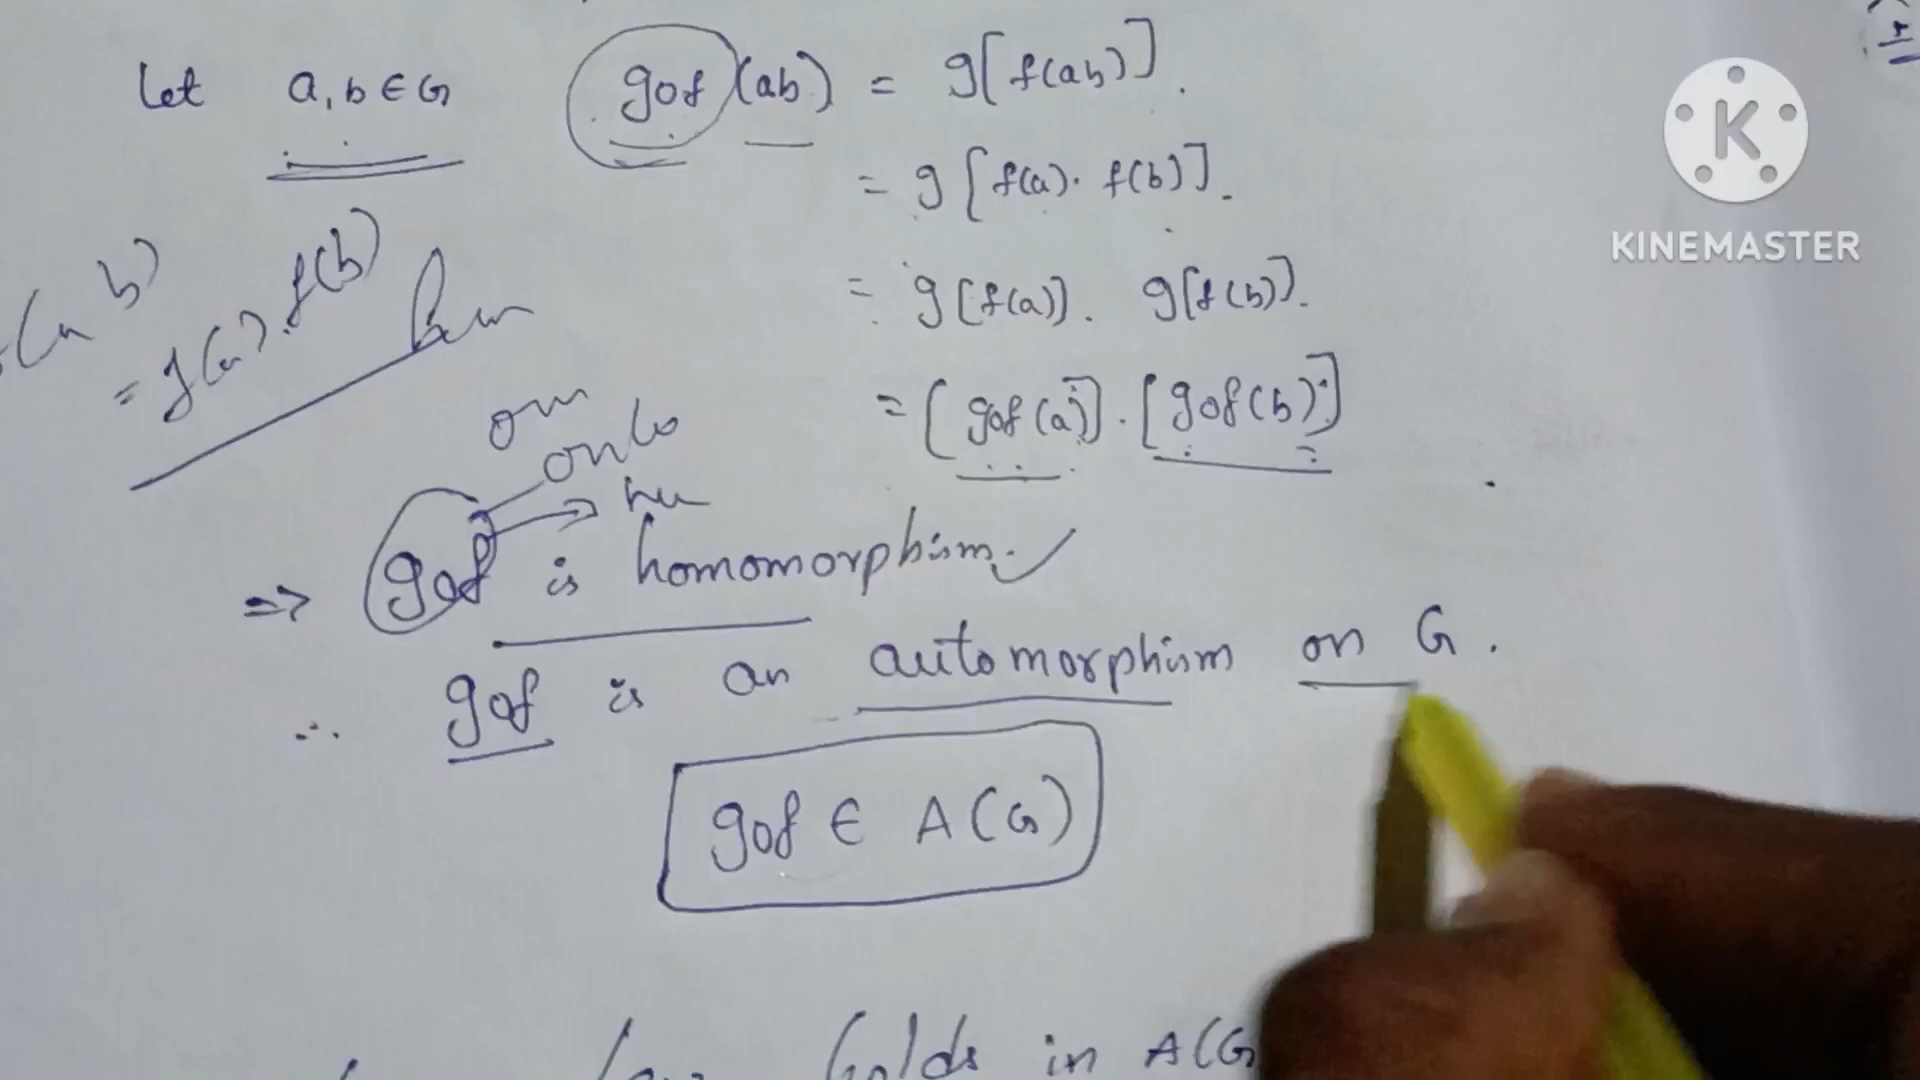 Let a, b ∈ G gof (ab) = g[f(ab)].
= g[f(a). f(b)].
= g[f(a)]. g[f(b)].
= [gof(a)].[gof(b)]
b)
= f(a).f(b)
onto
=> gof is homomorphism.
∴ gof is an automorphism on G.
gof ∈ A(G)
holds in A(G
KINEMASTER